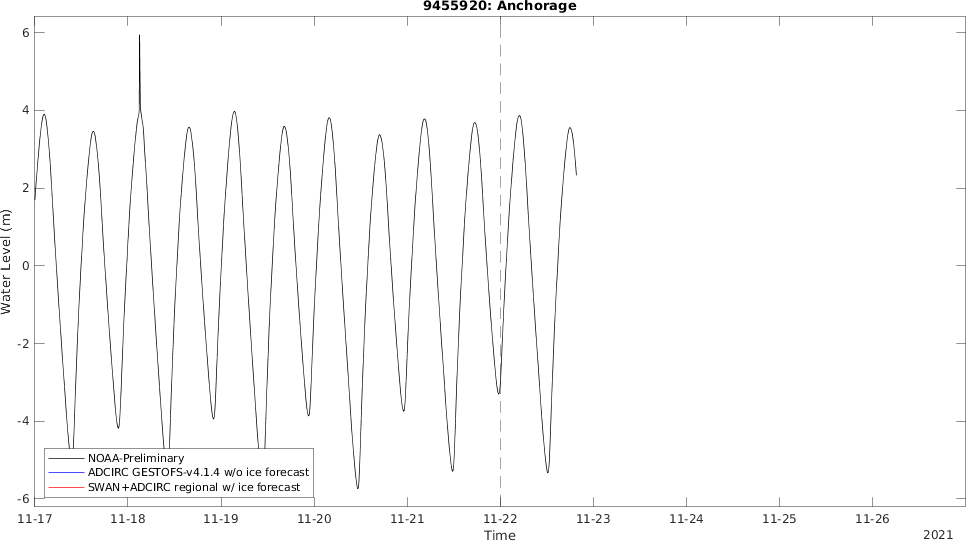 9455920: Anchorage
6
4
2
0
-2
-4
-6
Water Level (m)
NOAA-Preliminary
ADCIRC GESTOFS-v4.1.4 w/o ice forecast
SWAN+ADCIRC regional w/ ice forecast
11-17 11-18 11-19 11-20 11-21 11-22 11-23 11-24 11-25 11-26
Time
2021